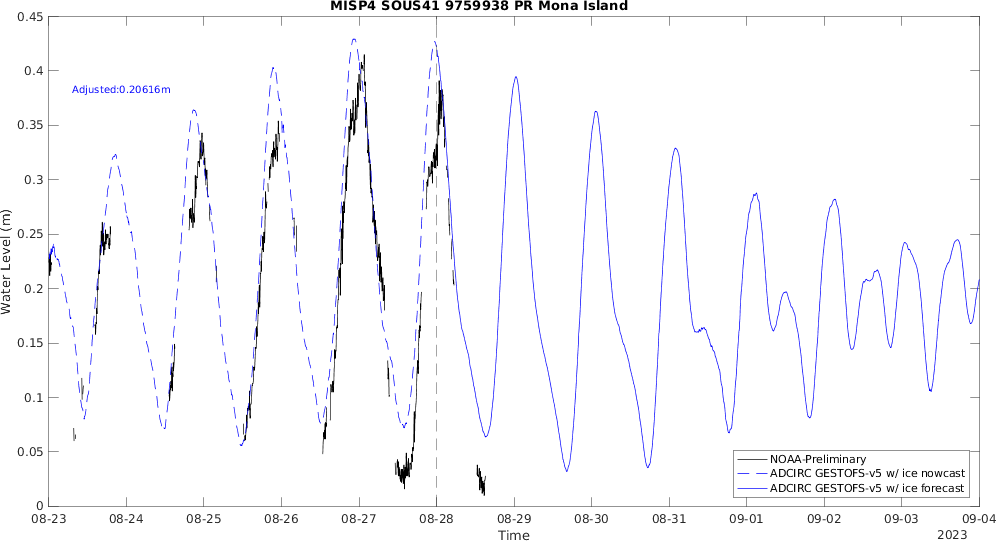 MISP4 SOUS41 9759938 PR Mona Island
0.45
0.4
0.35
0.3
0.25
0.2
0.15
0.1
0.05
0
Water Level (m)
Adjusted:0.20616m
NOAA-Preliminary
ADCIRC GESTOFS-v5 w/ ice nowcast
ADCIRC GESTOFS-v5 w/ ice forecast
08-23 08-24 08-25 08-26 08-27 08-28 08-29 08-30 08-31 09-01 09-02 09-03 09-04
Time
2023